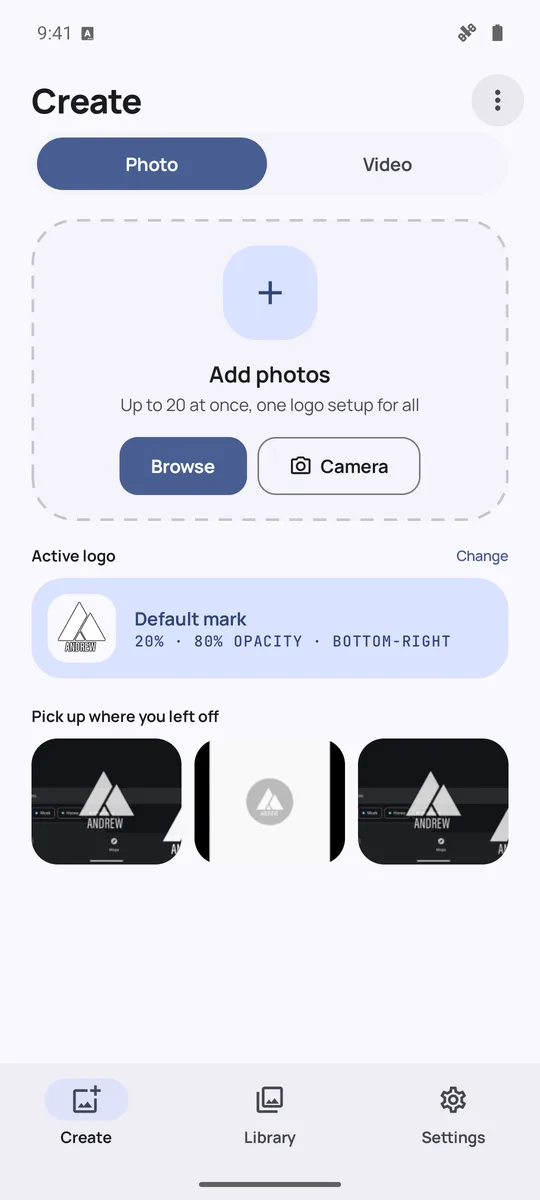 9:41
Create
Photo
Video
Add photos
Up to 20 at once, one logo setup for all
Browse
Camera
Active logo
Change
ANDREW
Default mark
20% · 80% OPACITY · BOTTOM-RIGHT
Pick up where you left off
ANDREW
ANDREW
Create
Library
Settings